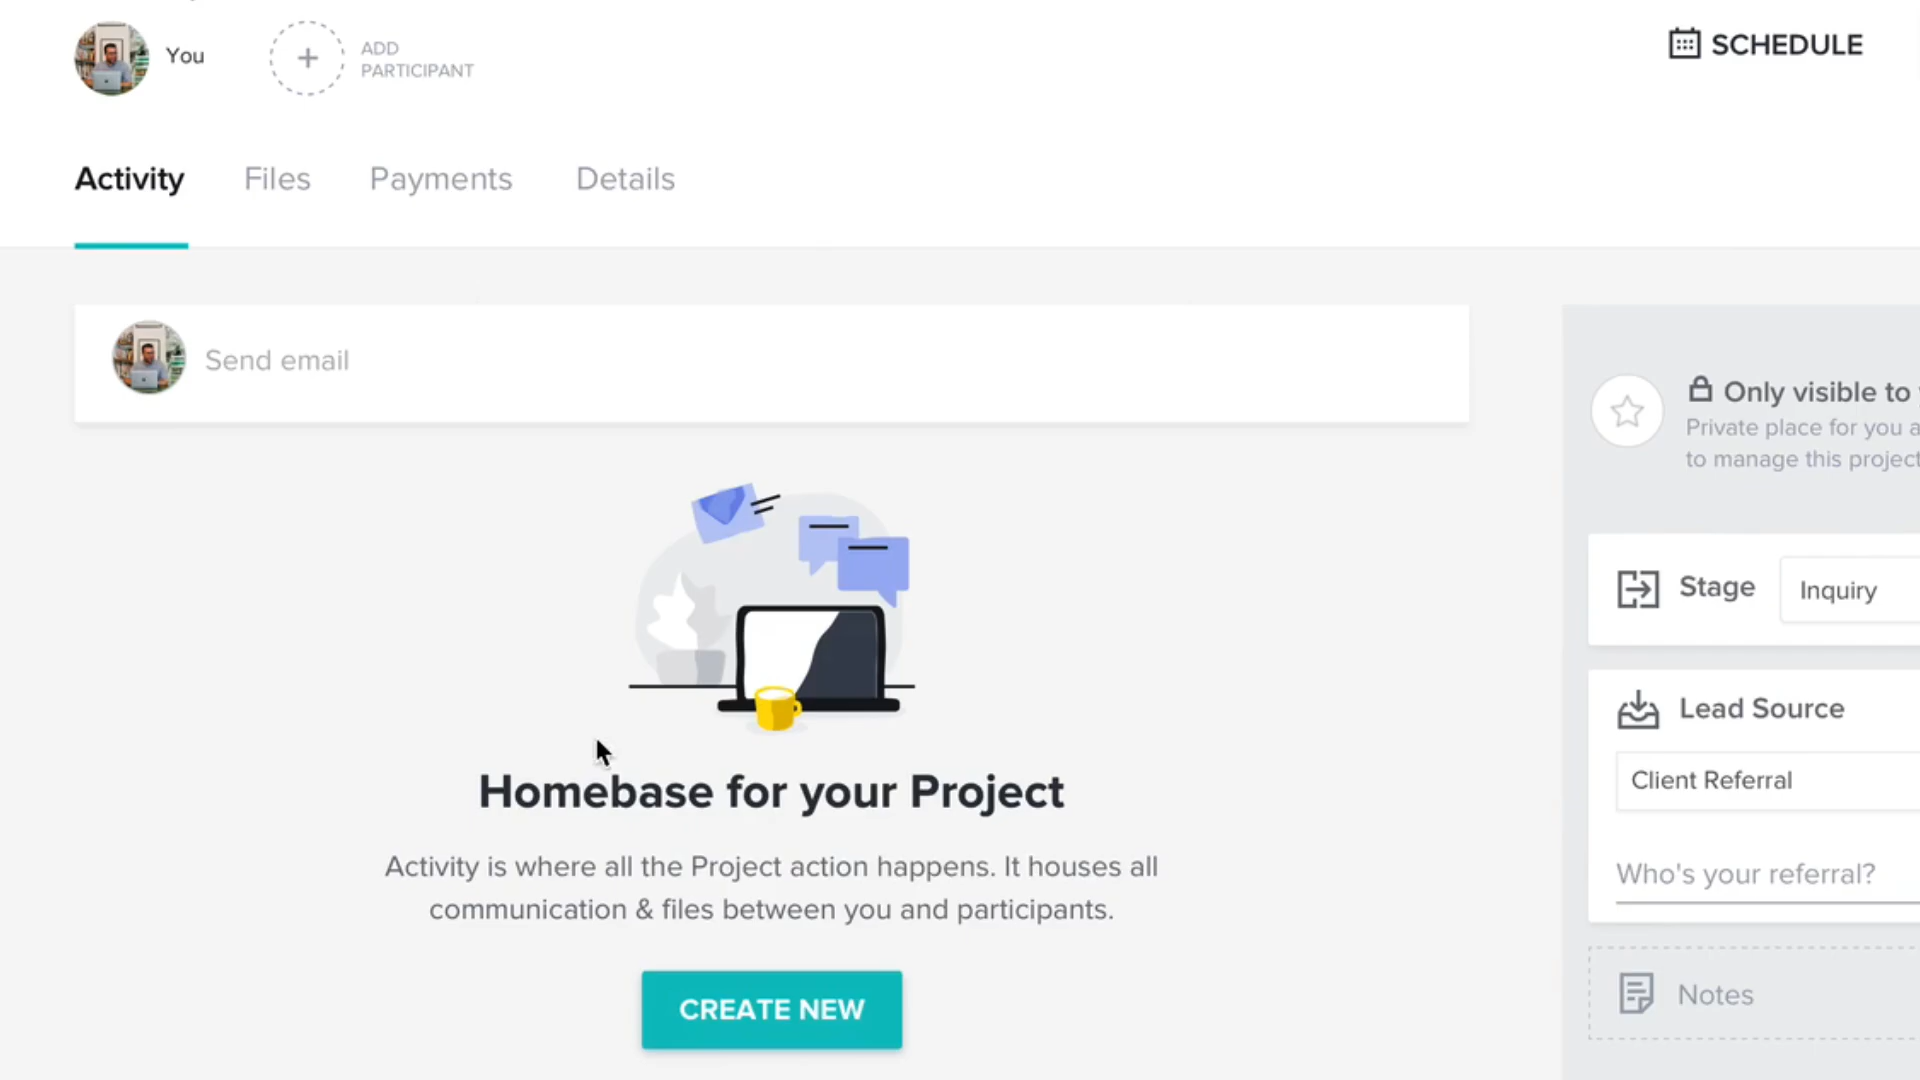 You
ADD
PARTICIPANT
SCHEDULE
Activity
Files
Payments
Details
Send email
Only visible to
Private place for you a
to manage this project
Stage
Inquiry
Lead Source
Client Referral
Who's your referral?
Notes
Homebase for your Project
Activity is where all the Project action happens. It houses all
communication & files between you and participants.
CREATE NEW